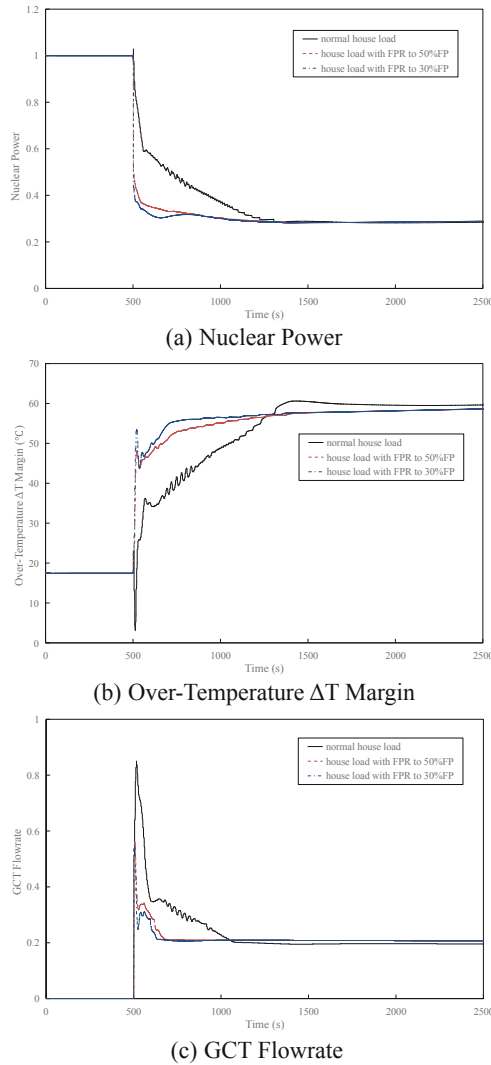 1.2
1
0.8
0.6
0.4
0.2
0
Nuclear Power
normal house load
house load with FPR to 50%FP
house load with FPR to 30%FP
0 500 1000 1500 2000 2500
Time (s)
(a) Nuclear Power
70
60
50
40
30
20
10
0
Over-Temperature ΔT Margin (℃)
normal house load
house load with FPR to 50%FP
house load with FPR to 30%FP
0 500 1000 1500 2000 2500
Time (s)
(b) Over-Temperature ΔT Margin
1
0.8
0.6
0.4
0.2
0
GCT Flowrate
normal house load
house load with FPR to 50%FP
house load with FPR to 30%FP
0 500 1000 1500 2000 2500
Time (s)
(c) GCT Flowrate